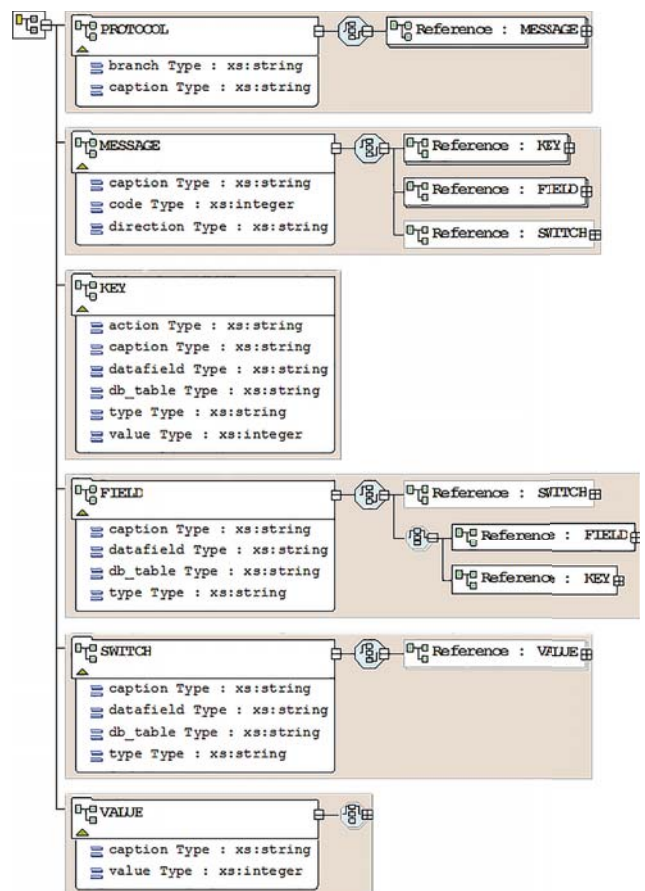 PROTOCOL
Reference : MESSAGE
branch Type : xs:string
caption Type : xs:string
MESSAGE
Reference : KEY
caption Type : xs:string
Reference : FIELD
code Type : xs:integer
direction Type : xs:string
Reference : SWITCH
KEY
action Type : xs:string
caption Type : xs:string
datafield Type : xs:string
db_table Type : xs:string
type Type : xs:string
value Type : xs:integer
FIELD
Reference : SWITCH
caption Type : xs:string
Reference : FIELD
datafield Type : xs:string
db_table Type : xs:string
Reference : KEY
type Type : xs:string
SWITCH
Reference : VALUE
caption Type : xs:string
datafield Type : xs:string
db_table Type : xs:string
type Type : xs:string
VALUE
caption Type : xs:string
value Type : xs:integer